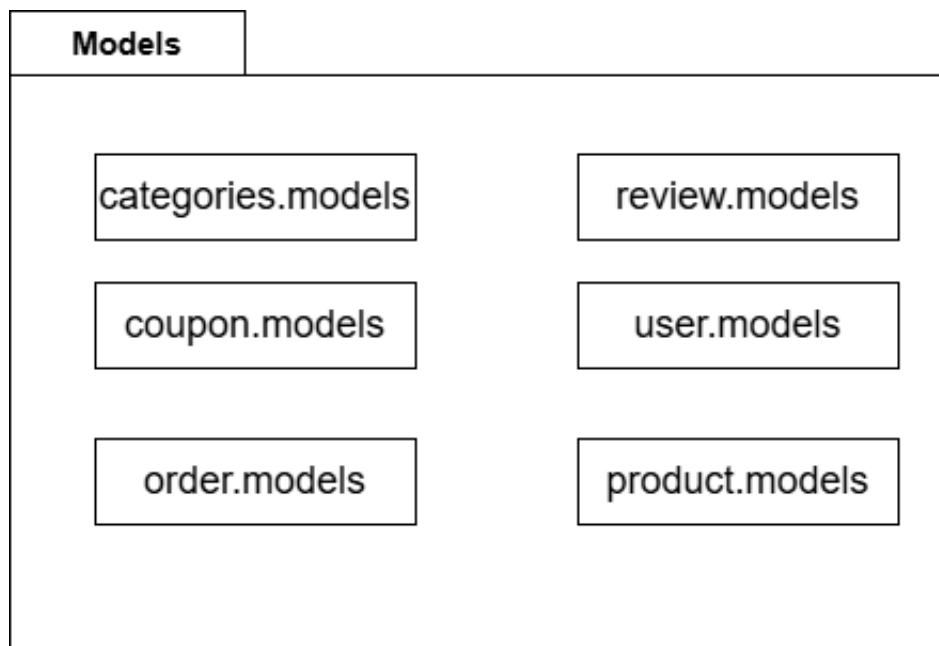 Models
categories.models
review.models
coupon.models
user.models
order.models
product.models